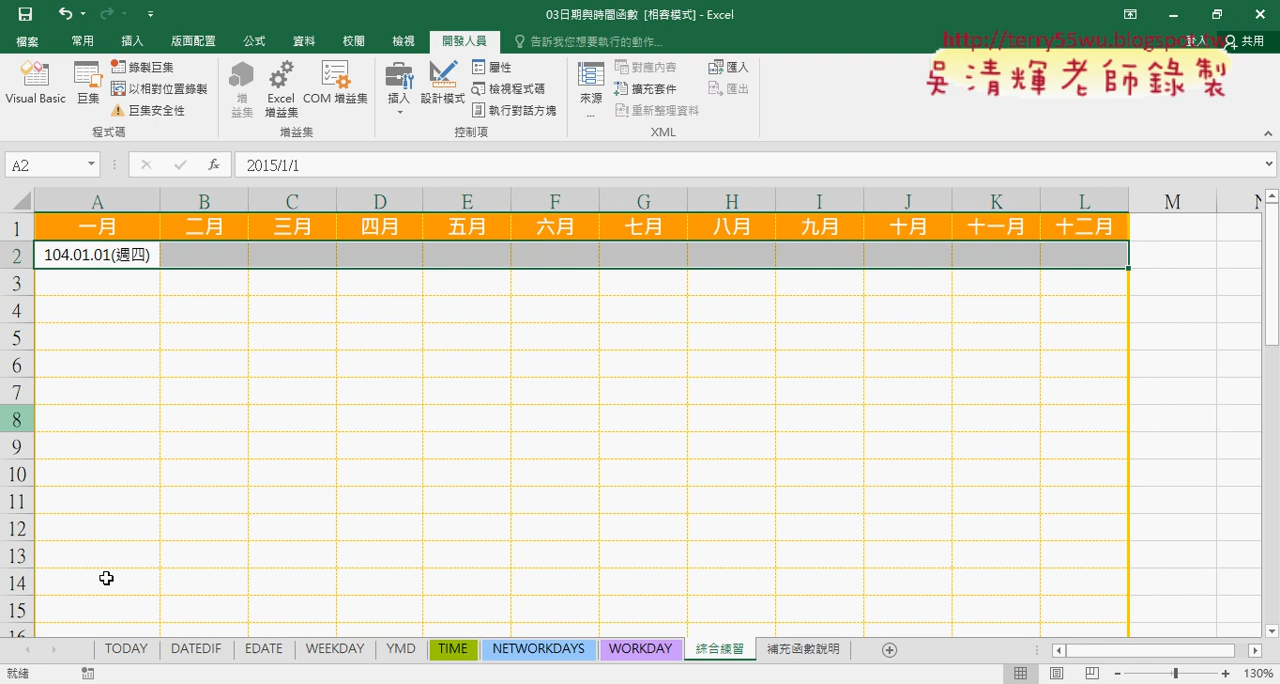 03日期與時間函數 [相容模式] - Excel
檔案 常用 插入 版面配置 公式 資料 校閱 檢視 開發人員 告訴我您想要執行的動作... 登入 共用
http://terry55wu.blogspot.tw
吳清輝老師錄製
Visual Basic 巨集 錄製巨集 以相對位置錄製 巨集安全性 程式碼
增益集 Excel 增益集 COM 增益集 增益集
插入 設計模式 屬性 檢視程式碼 執行對話方塊 控制項
來源... 對應內容 擴充套件 重新整理資料 匯入 匯出 XML
A2 fx 2015/1/1
A B C D E F G H I J K L M N
1 一月 二月 三月 四月 五月 六月 七月 八月 九月 十月 十一月 十二月
2 104.01.01(週四)
3
4
5
6
7
8
9
10
11
12
13
14
15
16
TODAY DATEDIF EDATE WEEKDAY YMD TIME NETWORKDAYS WORKDAY 綜合練習 補充函數說明
就緒 130%